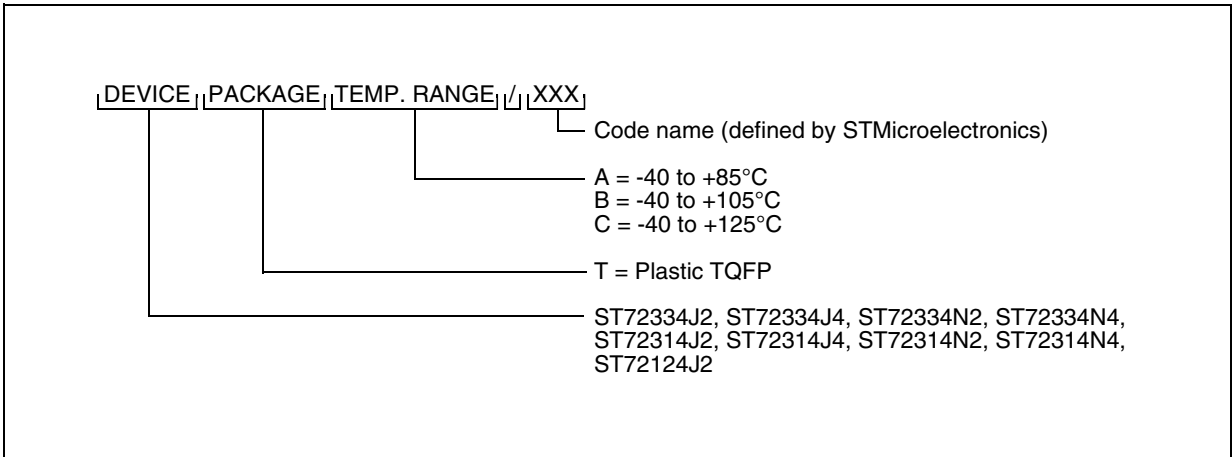 DEVICE PACKAGE TEMP. RANGE / XXX
Code name (defined by STMicroelectronics)
A = -40 to +85°C
B = -40 to +105°C
C = -40 to +125°C
T = Plastic TQFP
ST72334J2, ST72334J4, ST72334N2, ST72334N4,
ST72314J2, ST72314J4, ST72314N2, ST72314N4,
ST72124J2